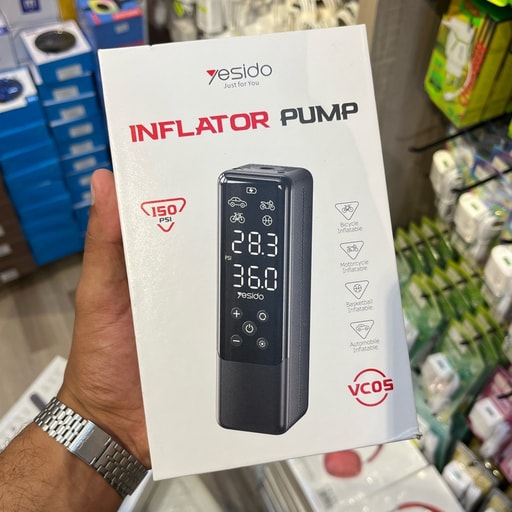 Yesido
Just for You
INFLATOR PUMP
150
PSI
28.3
PSI
36.0
Yesido
Bicycle
Inflatable
Motorcycle
Inflatable
Basketball
Inflatable
Automobile
Inflatable
VC05